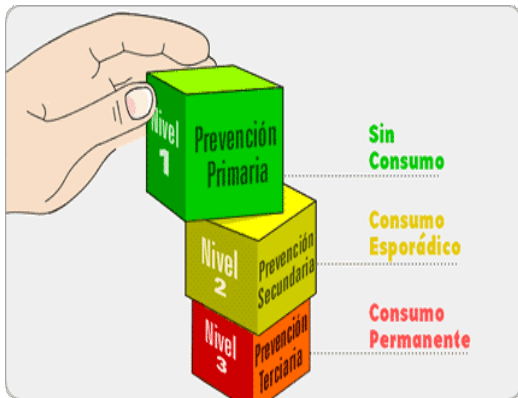 Nivel
1
Prevención
Primaria
Sin
Consumo
Nivel
2
Prevención
Secundaria
Consumo
Esporádico
Nivel
3
Prevención
Terciaria
Consumo
Permanente